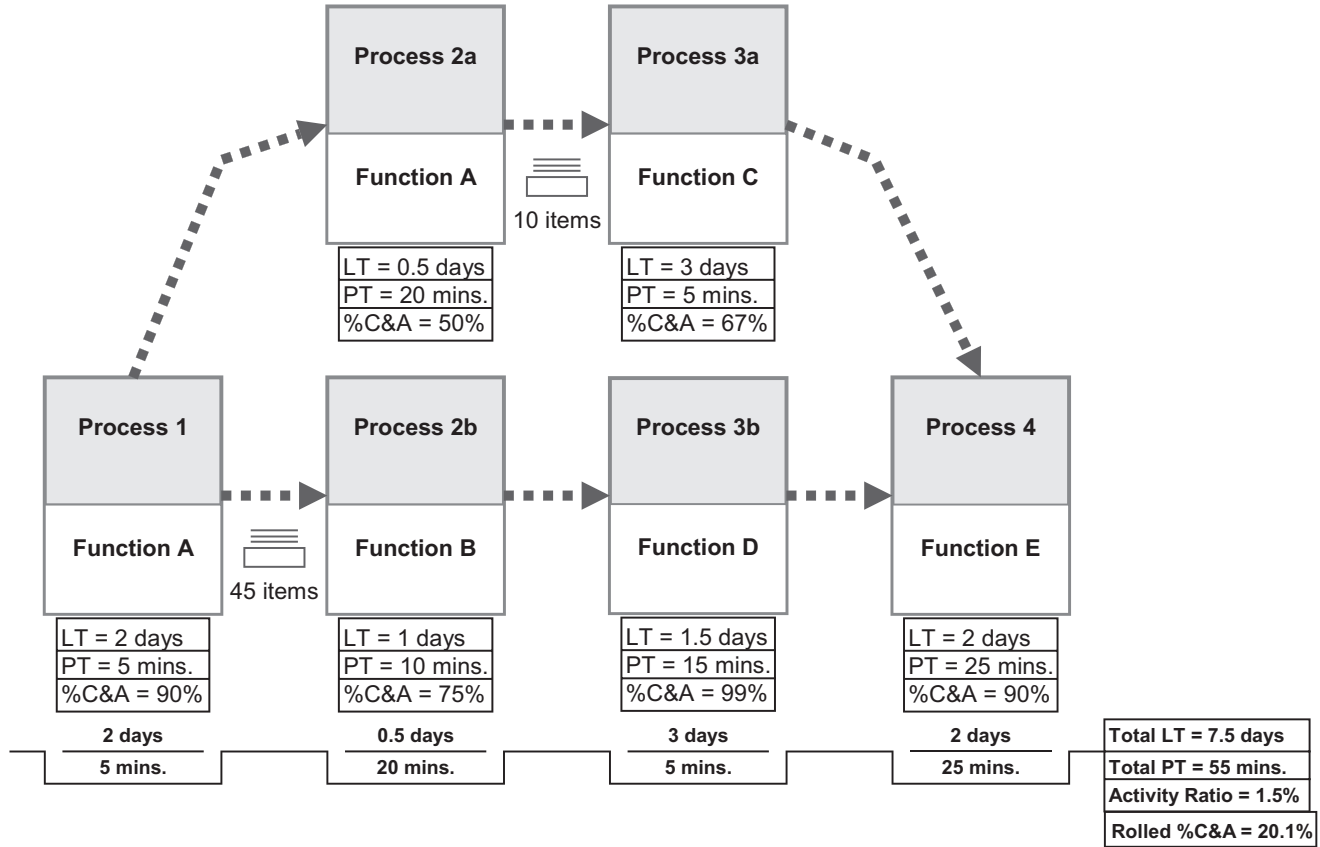 Process 2a
Function A
LT = 0.5 days
PT = 20 mins.
%C&A = 50%
10 items
Process 3a
Function C
LT = 3 days
PT = 5 mins.
%C&A = 67%
Process 1
Function A
LT = 2 days
PT = 5 mins.
%C&A = 90%
45 items
Process 2b
Function B
LT = 1 day
PT = 10 mins.
%C&A = 75%
Process 3b
Function D
LT = 1.5 days
PT = 15 mins.
%C&A = 99%
Process 4
Function E
LT = 2 days
PT = 25 mins.
%C&A = 90%
2 days
5 mins.
0.5 days
20 mins.
3 days
5 mins.
2 days
25 mins.
Total LT = 7.5 days
Total PT = 55 mins.
Activity Ratio = 1.5%
Rolled %C&A = 20.1%